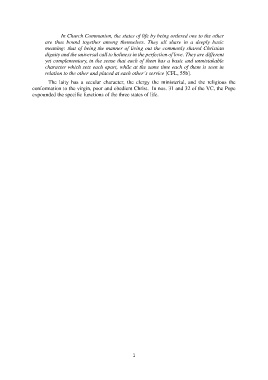 In Church Communion, the states of life by being ordered one to the other
are thus bound together among themselves. They all share in a deeply basic
meaning: that of being the manner of living out the commonly shared Christian
dignity and the universal call to holiness in the perfection of love. They are different
yet complementary, in the sense that each of them has a basic and unmistakable
character which sets each apart, while at the same time each of them is seen in
relation to the other and placed at each other's service [CFL, 55b].
The laity has a secular character, the clergy the ministerial, and the religious the
conformation to the virgin, poor and obedient Christ. In nos. 31 and 32 of the VC, the Pope
expounded the specific functions of the three states of life.